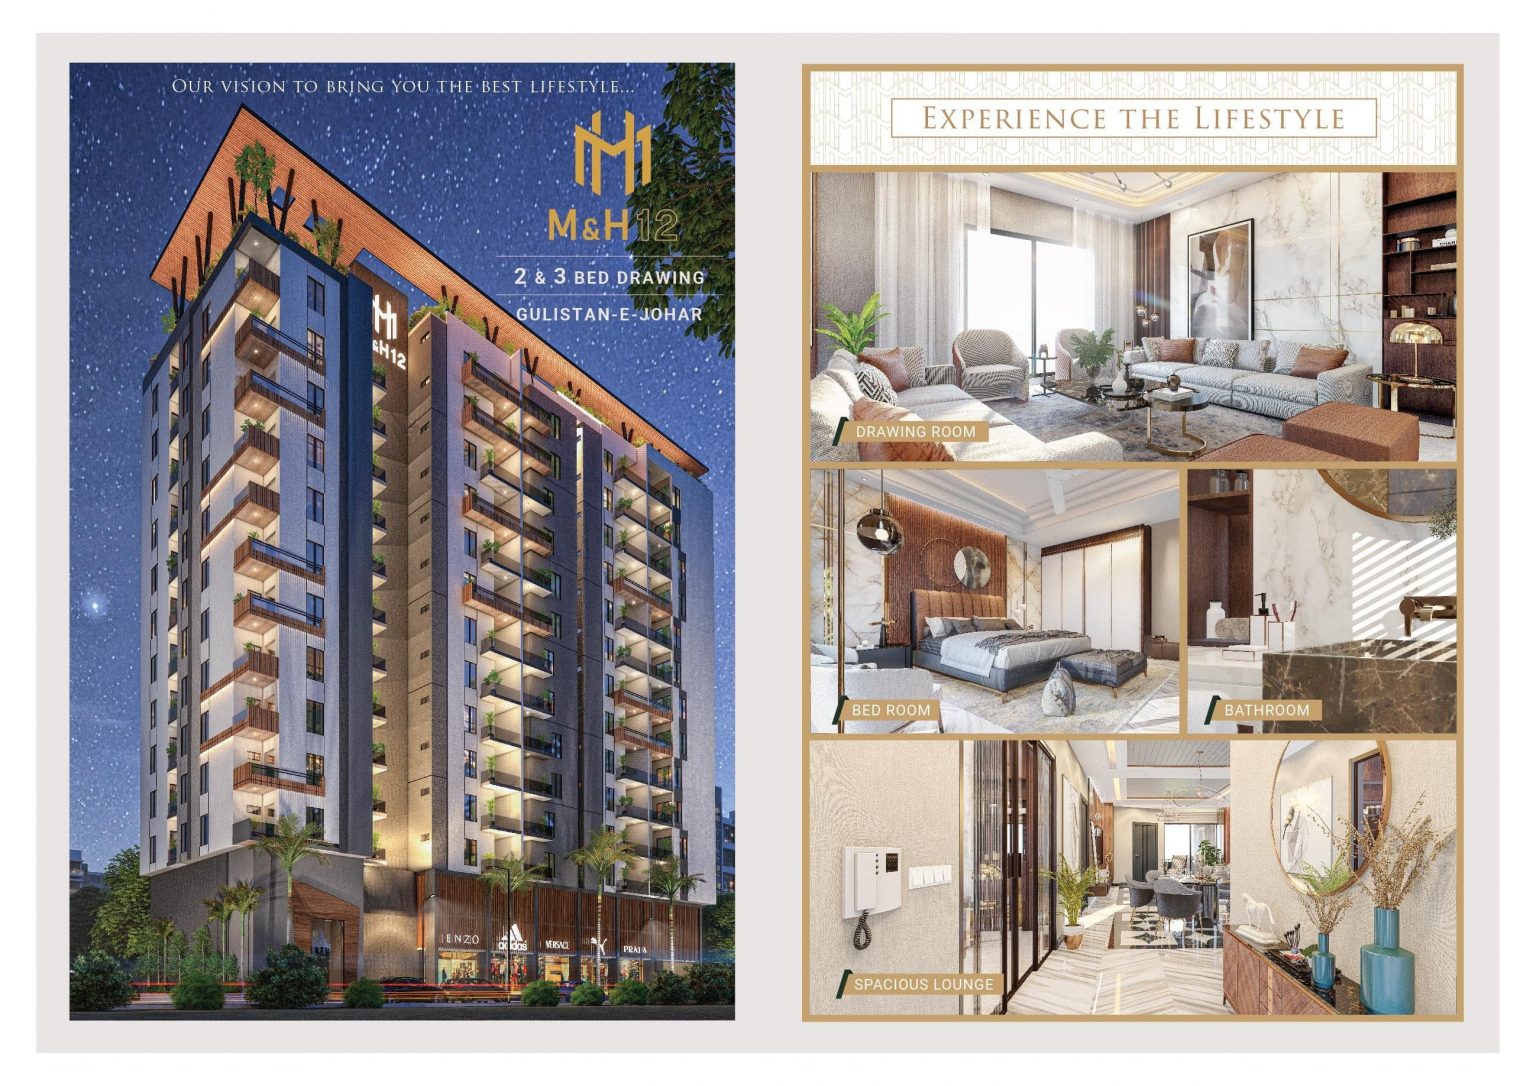 OUR VISION TO BRING YOU THE BEST LIFESTYLE...
M&H12
2 & 3 BED DRAWING
GULISTAN-E-JOHAR
&H12
ENZO
adidas
VERSACE
PRADA
EXPERIENCE THE LIFESTYLE
CHAN
DRAWING ROOM
BED ROOM
BATHROOM
SPACIOUS LOUNGE